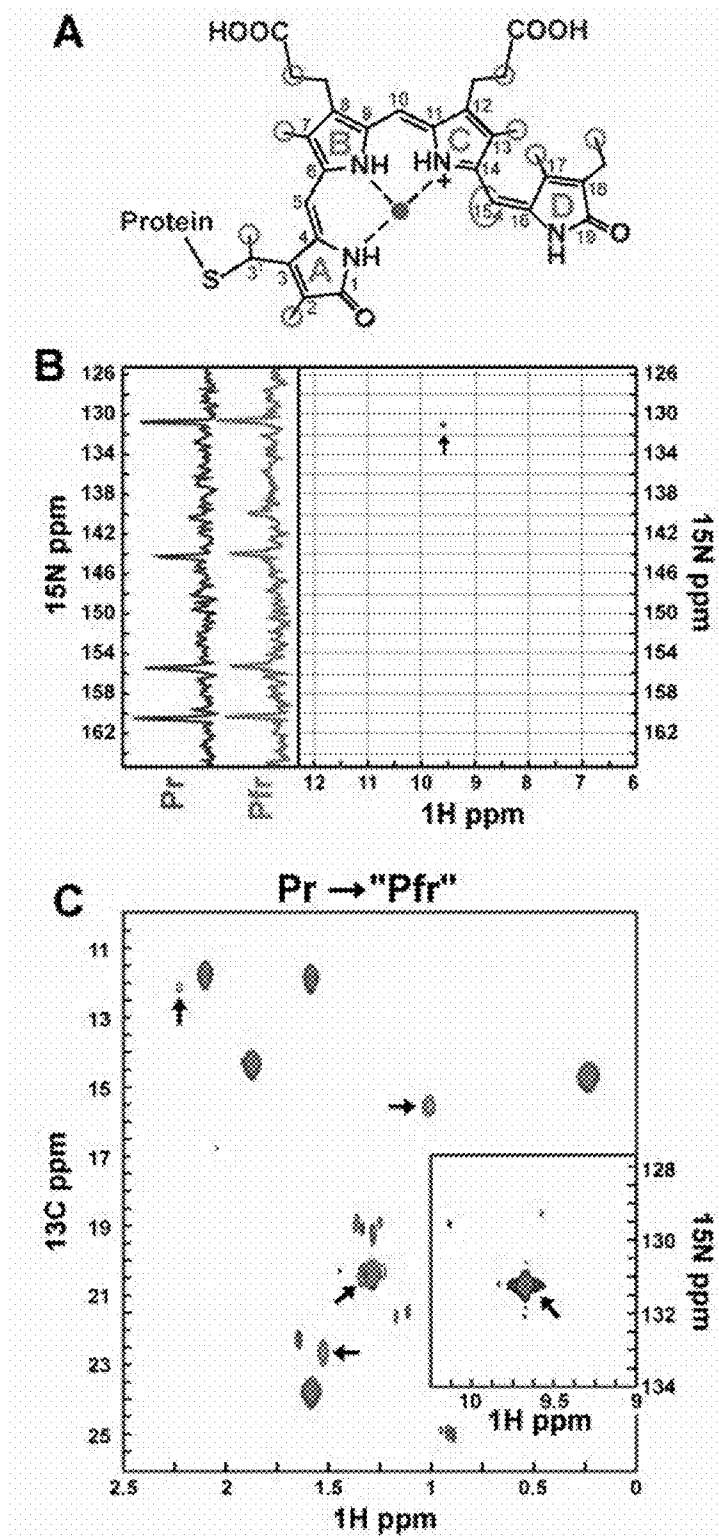 A
HOOC
COOH
10
8
9
11
12
7
B
C
13
6
NH
HN
14
+
17
5
15
16
D
18
Protein
4
N
H
19
O
3'
NH
S
3
A
1
2
O
B
15N ppm
126
130
134
138
142
146
150
154
158
162
Pr
Pfr
12
11
10
9
8
7
6
1H ppm
126
130
134
138
142
146
150
154
158
162
15N ppm
C
Pr → "Pfr"
13C ppm
11
13
15
17
19
21
23
25
2.5
2
1.5
1
0.5
0
1H ppm
128
130
132
134
15N ppm
10
9.5
9
1H ppm